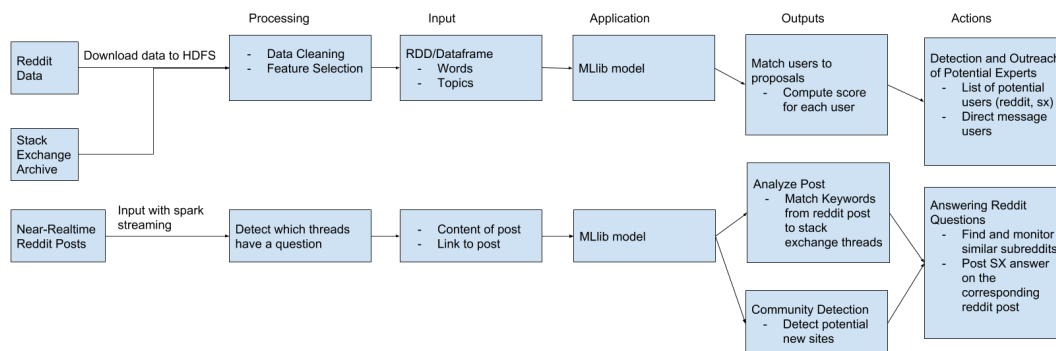 Processing
Input
Application
Outputs
Actions
Reddit
Data
Download data to HDFS
- Data Cleaning
- Feature Selection
RDD/Dataframe
- Words
- Topics
MLlib model
Match users to
proposals
- Compute score
for each user
Detection and Outreach
of Potential Experts
- List of potential
users (reddit, sx)
- Direct message
users
Stack
Exchange
Archive
Near-Realtime
Reddit Posts
Input with spark
streaming
Detect which threads
have a question
- Content of post
- Link to post
MLlib model
Analyze Post
- Match Keywords
from reddit post
to stack
exchange threads
Community Detection
- Detect potential
new sites
Answering Reddit
Questions
- Find and monitor
similar subreddits
- Post SX answer
on the
corresponding
reddit post